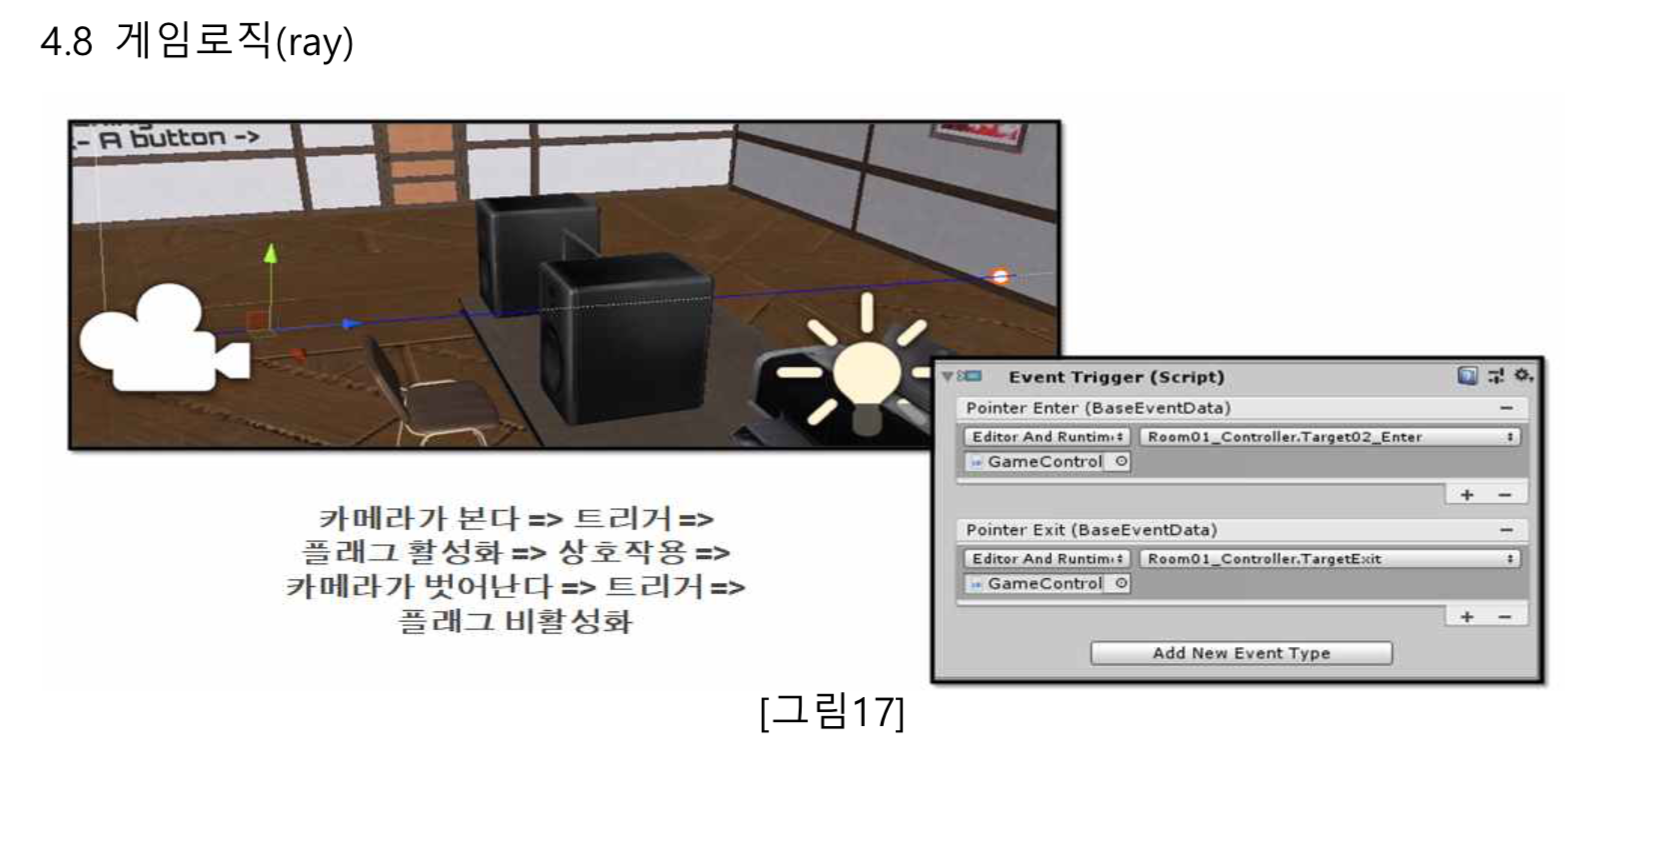 4.8 게임로직(ray)
- A button ->
카메라가 본다 => 트리거 =>
플래그 활성화 => 상호작용 =>
카메라가 벗어난다 => 트리거 =>
플래그 비활성화
Event Trigger (Script)
Pointer Enter (BaseEventData)
Editor And Runtim Room01_Controller.Target02_Enter
GameControl
Pointer Exit (BaseEventData)
Editor And Runtim Room01_Controller.TargetExit
GameControl
Add New Event Type
[그림17]